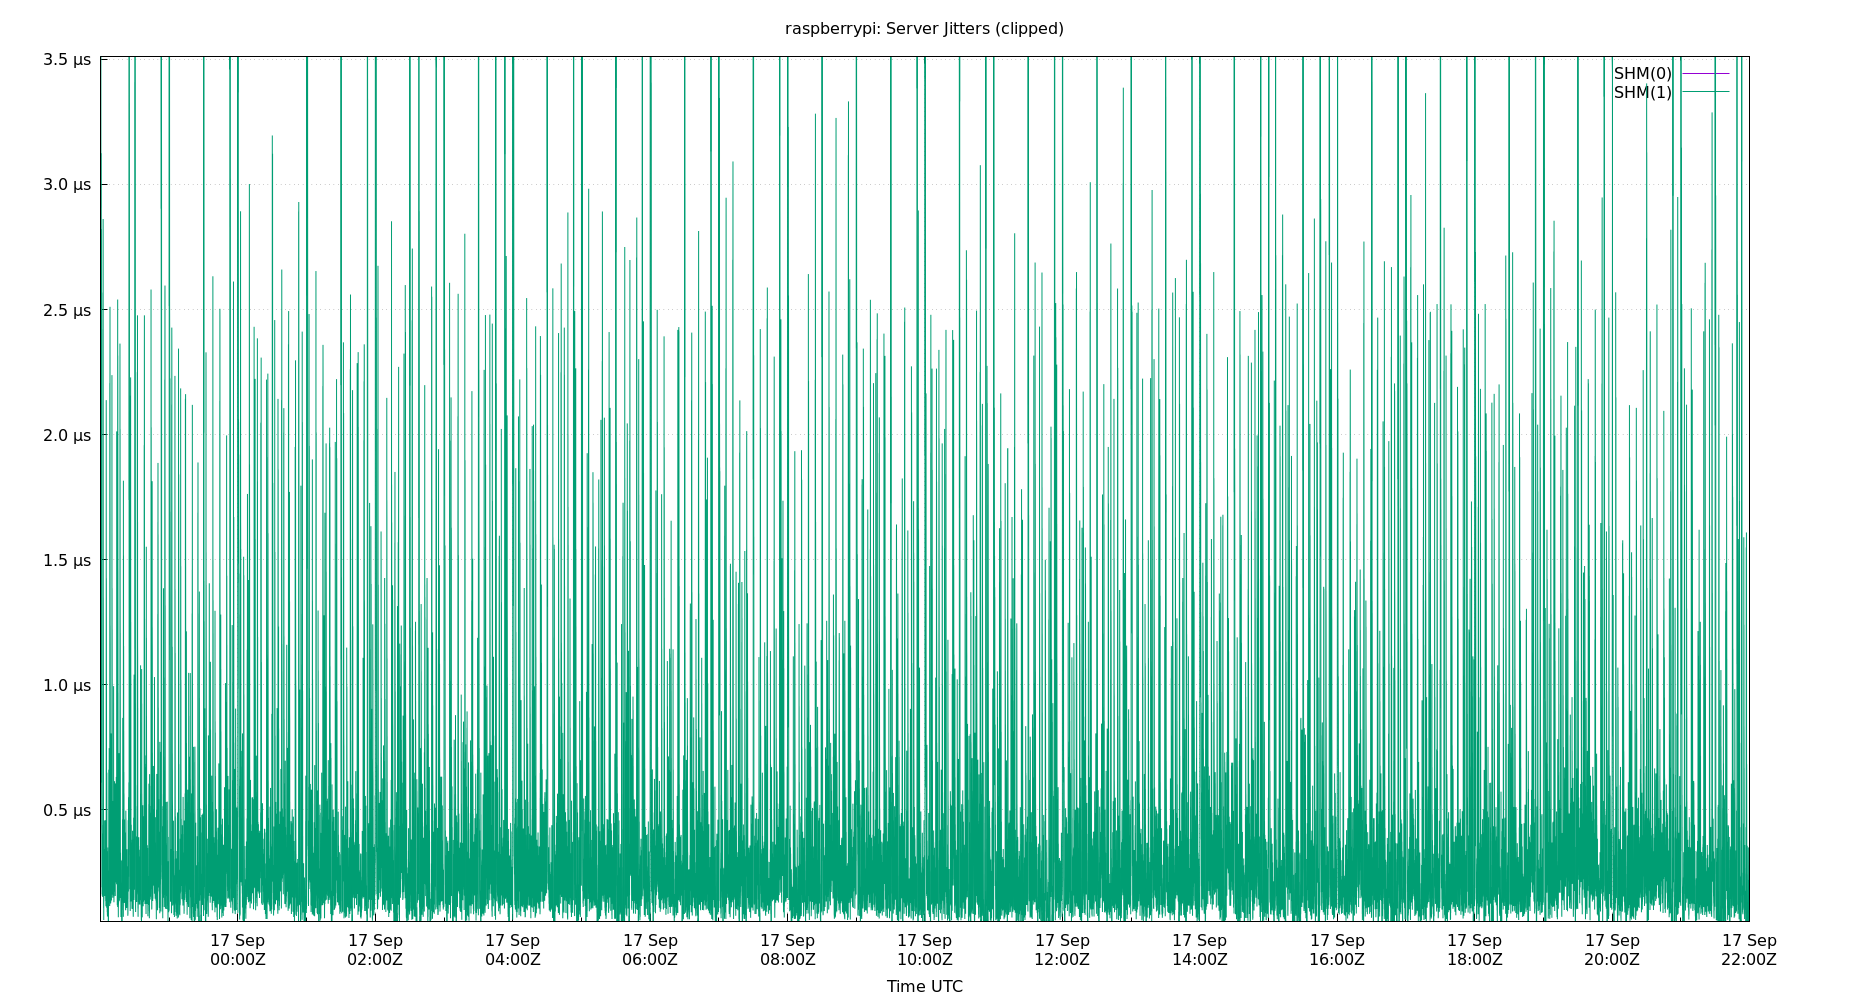 raspberrypi: Server Jitters (clipped)
3.5 µs
SHM(0)
SHM(1)
3.0 µs
2.5 µs
2.0 µs
1.5 µs
1.0 µs
0.5 µs
17 Sep 17 Sep 17 Sep 17 Sep 17 Sep 17 Sep 17 Sep 17 Sep 17 Sep 17 Sep 17 Sep 17 Sep
00:00Z 02:00Z 04:00Z 06:00Z 08:00Z 10:00Z 12:00Z 14:00Z 16:00Z 18:00Z 20:00Z 22:00Z
Time UTC